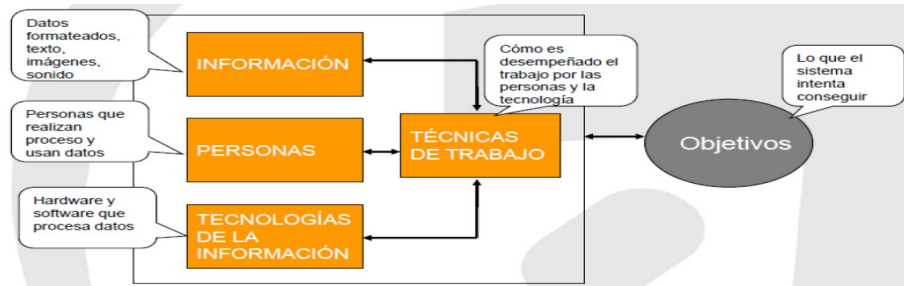 Datos
formateados,
texto,
imágenes,
sonido
INFORMACIÓN
Personas que
realizan
proceso y
usan datos
PERSONAS
Hardware y
software que
procesa datos
TECNOLOGÍAS
DE LA
INFORMACIÓN
Cómo es
desempeñado el
trabajo por las
personas y la
tecnología
TÉCNICAS
DE TRABAJO
Lo que el
sistema
intenta
conseguir
Objetivos